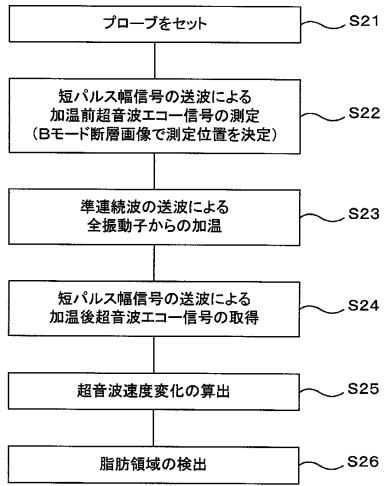 プローブをセット
S21
短パルス幅信号の送波による
加温前超音波エコー信号の測定
(Bモード断層画像で測定位置を決定)
S22
準連続波の送波による
全振動子からの加温
S23
短パルス幅信号の送波による
加温後超音波エコー信号の取得
S24
超音波速度変化の算出
S25
脂肪領域の検出
S26